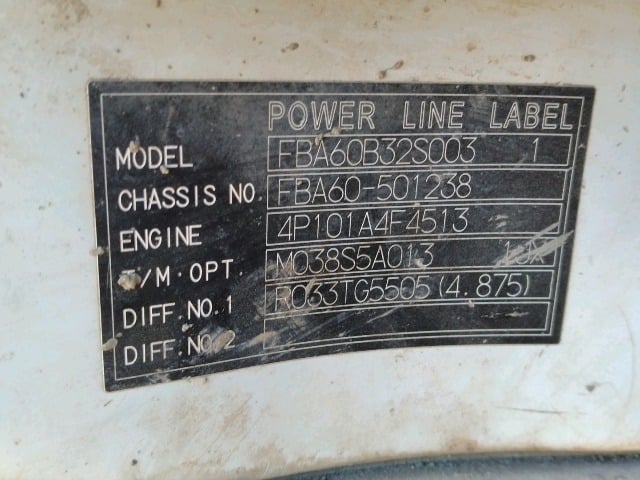 POWER LINE LABEL
MODEL FBA60B32S003 1
CHASSIS NO. FBA60-501238
ENGINE 4P101A4F4513
T/M.OPT. M038S5A013
DIFF.NO.1 R033TG5505(4.875)
DIFF.NO.2